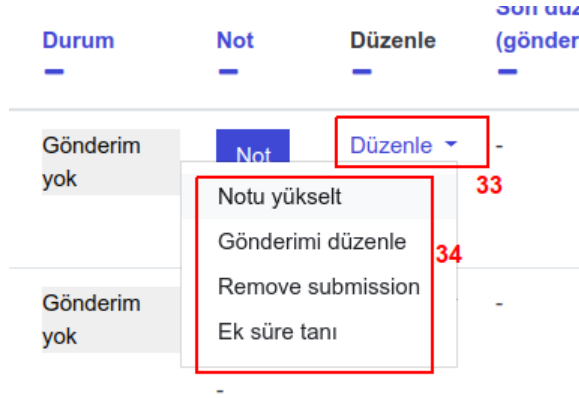 Son düz
Durum Not Düzenle (gönder
Gönderim yok
Not
Düzenle
-
33
Notu yükselt
Gönderimi düzenle
34
Remove submission
Ek süre tanı
Gönderim yok
-
-